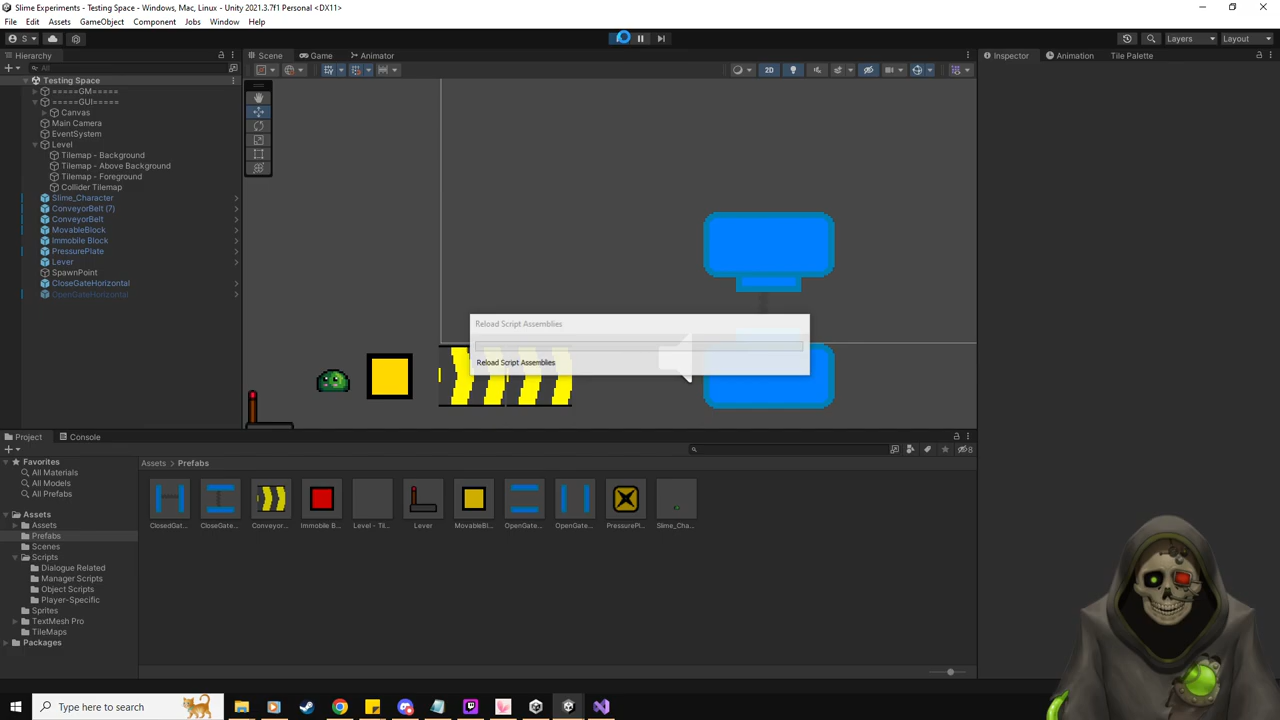 Slime Experiments - Testing Space - Windows, Mac, Linux - Unity 2021.3.7f1 Personal <DX11>
File Edit Assets GameObject Component Jobs Window Help
S Layers Layout
Hierarchy
Scene Game Animator
Inspector Animation Tile Palette
All
2D
Testing Space
=====GM=====
=====GUI=====
Canvas
Main Camera
EventSystem
Level
Tilemap - Background
Tilemap - Above Background
Tilemap - Foreground
Collider Tilemap
Slime_Character
ConveyorBelt (7)
ConveyorBelt
MovableBlock
Immobile Block
PressurePlate
Lever
SpawnPoint
CloseGateHorizontal
OpenGateHorizontal
Reload Script Assemblies
Reload Script Assemblies
Project Console
8
Favorites
All Materials
All Models
All Prefabs
Assets
Assets
Prefabs
Scenes
Scripts
Dialogue Related
Manager Scripts
Object Scripts
Player-Specific
Sprites
TextMesh Pro
TileMaps
Packages
Assets > Prefabs
ClosedGat... CloseGate... Conveyor... Immobile B... Level - Til... Lever MovableBl... OpenGate... OpenGate... PressurePl... Slime_Cha...
Type here to search